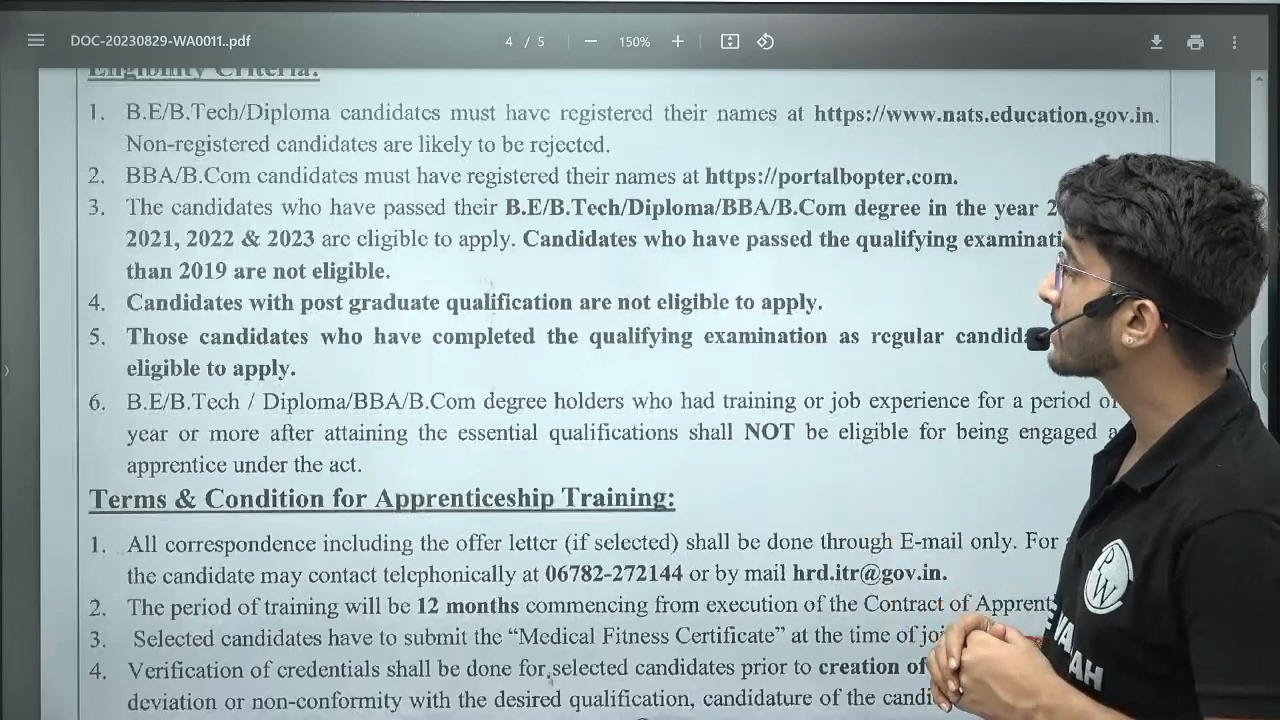 DOC-20230829-WA0011..pdf 4 / 5 150%
Eligibility Criteria:
1. B.E/B.Tech/Diploma candidates must have registered their names at https://www.nats.education.gov.in.
Non-registered candidates are likely to be rejected.
2. BBA/B.Com candidates must have registered their names at https://portalbopter.com.
3. The candidates who have passed their B.E/B.Tech/Diploma/BBA/B.Com degree in the year 2
2021, 2022 & 2023 are eligible to apply. Candidates who have passed the qualifying examinati
than 2019 are not eligible.
4. Candidates with post graduate qualification are not eligible to apply.
5. Those candidates who have completed the qualifying examination as regular candid
eligible to apply.
6. B.E/B.Tech / Diploma/BBA/B.Com degree holders who had training or job experience for a period of
year or more after attaining the essential qualifications shall NOT be eligible for being engaged a
apprentice under the act.
Terms & Condition for Apprenticeship Training:
1. All correspondence including the offer letter (if selected) shall be done through E-mail only. For
the candidate may contact telephonically at 06782-272144 or by mail hrd.itr@gov.in.
2. The period of training will be 12 months commencing from execution of the Contract of Apprent
3. Selected candidates have to submit the “Medical Fitness Certificate” at the time of joi
4. Verification of credentials shall be done for selected candidates prior to creation of
deviation or non-conformity with the desired qualification, candidature of the candi
PW
VA
AH